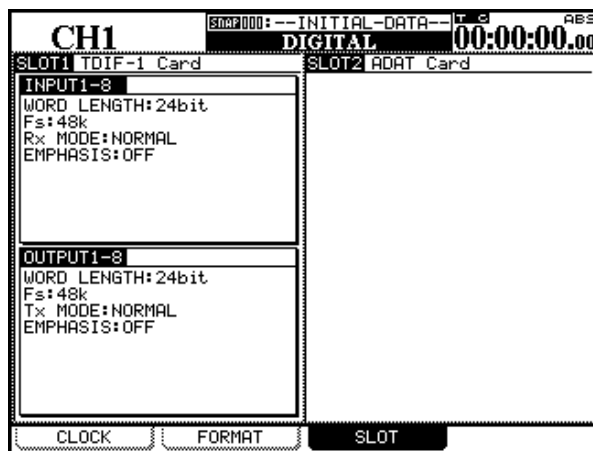 CH1
SNAP000:--INITIAL-DATA--
DIGITAL
T C ABS
00:00:00.00
SLOT1 TDIF-1 Card
INPUT1-8
WORD LENGTH:24bit
Fs:48k
Rx MODE:NORMAL
EMPHASIS:OFF
OUTPUT1-8
WORD LENGTH:24bit
Fs:48k
Tx MODE:NORMAL
EMPHASIS:OFF
SLOT2 ADAT Card
CLOCK
FORMAT
SLOT